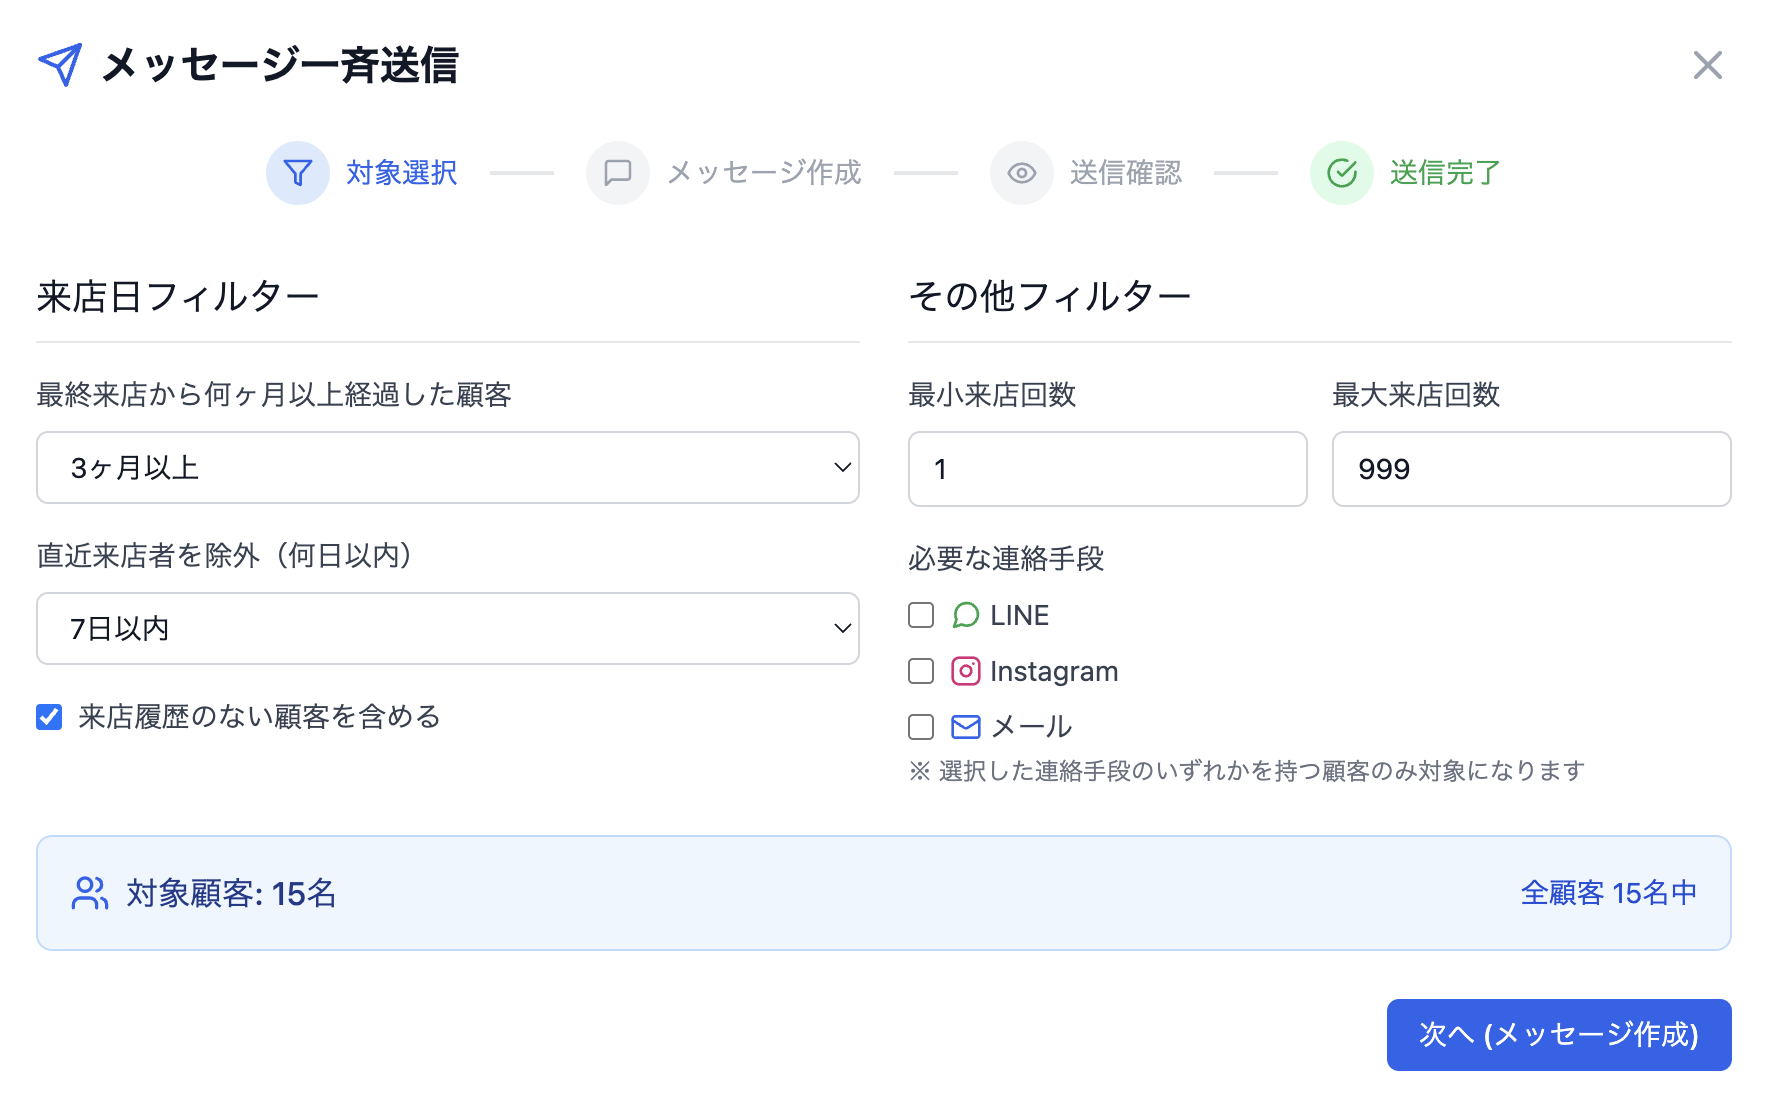 メッセージ一斉送信
対象選択
メッセージ作成
送信確認
送信完了
来店日フィルター
最終来店から何ヶ月以上経過した顧客
3ヶ月以上
直近来店者を除外（何日以内）
7日以内
来店履歴のない顧客を含める
その他フィルター
最小来店回数
1
最大来店回数
999
必要な連絡手段
LINE
Instagram
メール
※ 選択した連絡手段のいずれかを持つ顧客のみ対象になります
対象顧客: 15名
全顧客 15名中
次へ (メッセージ作成)